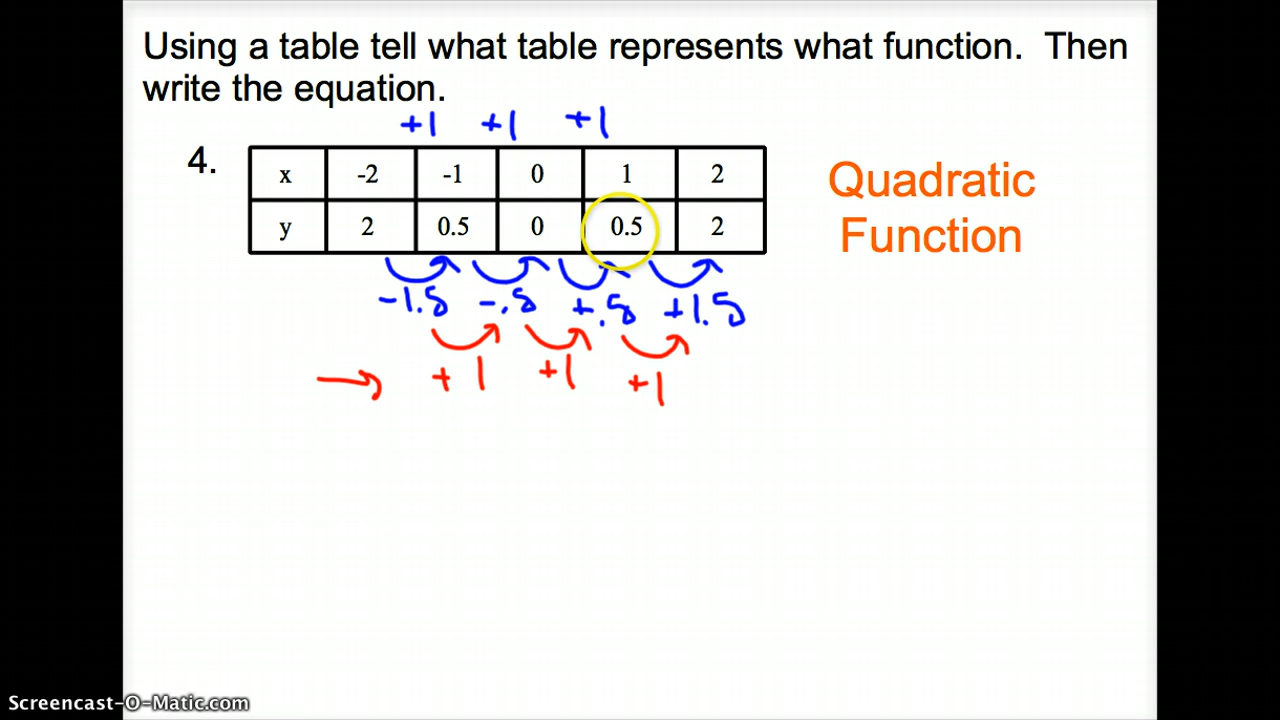 Using a table tell what table represents what function. Then
write the equation.
+1 +1 +1
4.
x -2 -1 0 1 2
y 2 0.5 0 0.5 2
Quadratic
Function
-1.5 -.5 +.5 +1.5
+1 +1 +1
Screencast-O-Matic.com